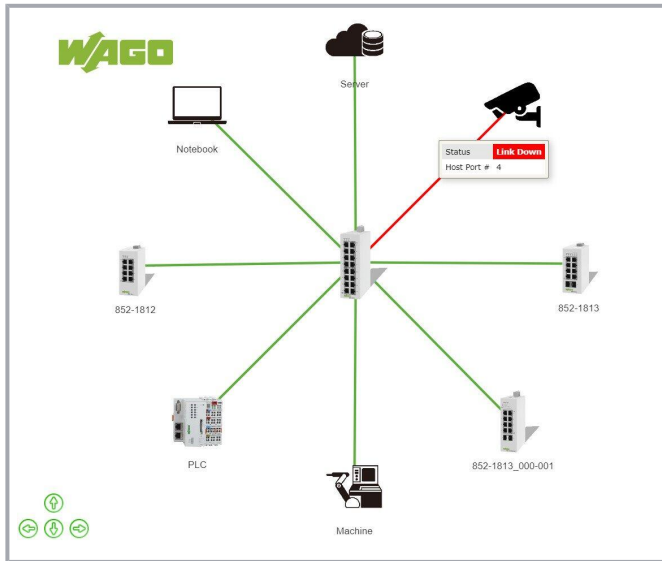 WAGO
Server
Notebook
Status Link Down
Host Port # 4
852-1812
852-1813
PLC
852-1813_000-001
Machine